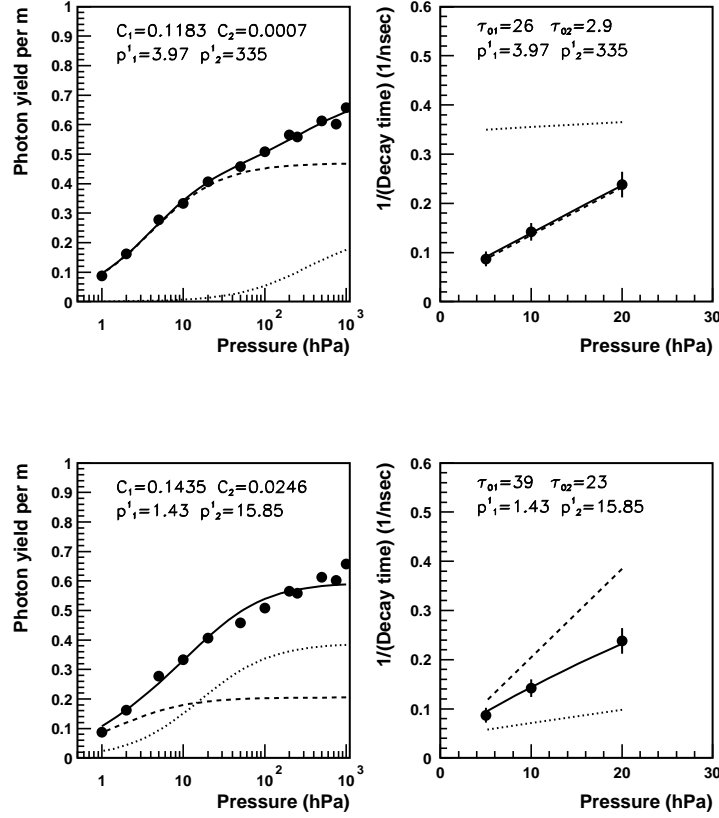 C₁=0.1183 C₂=0.0007
p'₁=3.97 p'₂=335
Photon yield per m
1
0.9
0.8
0.7
0.6
0.5
0.4
0.3
0.2
0.1
0
1 10 10² 10³
Pressure (hPa)
τ₀₁=26 τ₀₂=2.9
p'₁=3.97 p'₂=335
1/(Decay time) (1/nsec)
0.6
0.5
0.4
0.3
0.2
0.1
0
0 10 20 30
Pressure (hPa)
C₁=0.1435 C₂=0.0246
p'₁=1.43 p'₂=15.85
Photon yield per m
1
0.9
0.8
0.7
0.6
0.5
0.4
0.3
0.2
0.1
0
1 10 10² 10³
Pressure (hPa)
τ₀₁=39 τ₀₂=23
p'₁=1.43 p'₂=15.85
1/(Decay time) (1/nsec)
0.6
0.5
0.4
0.3
0.2
0.1
0
0 10 20 30
Pressure (hPa)